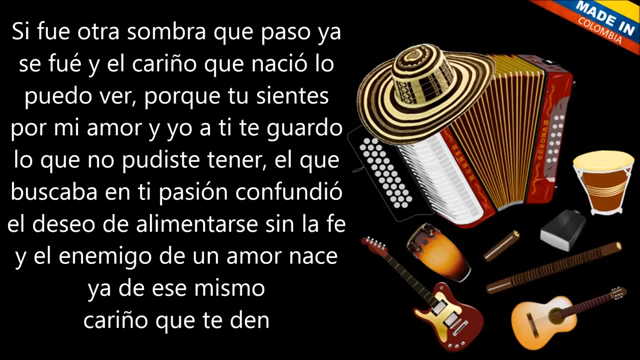 Si fue otra sombra que paso ya
se fué y el cariño que nació lo
puedo ver, porque tu sientes
por mi amor y yo a ti te guardo
lo que no pudiste tener, el que
buscaba en ti pasión confundió
el deseo de alimentarse sin la fe
y el enemigo de un amor nace
ya de ese mismo
cariño que te den
MADE IN
COLOMBIA